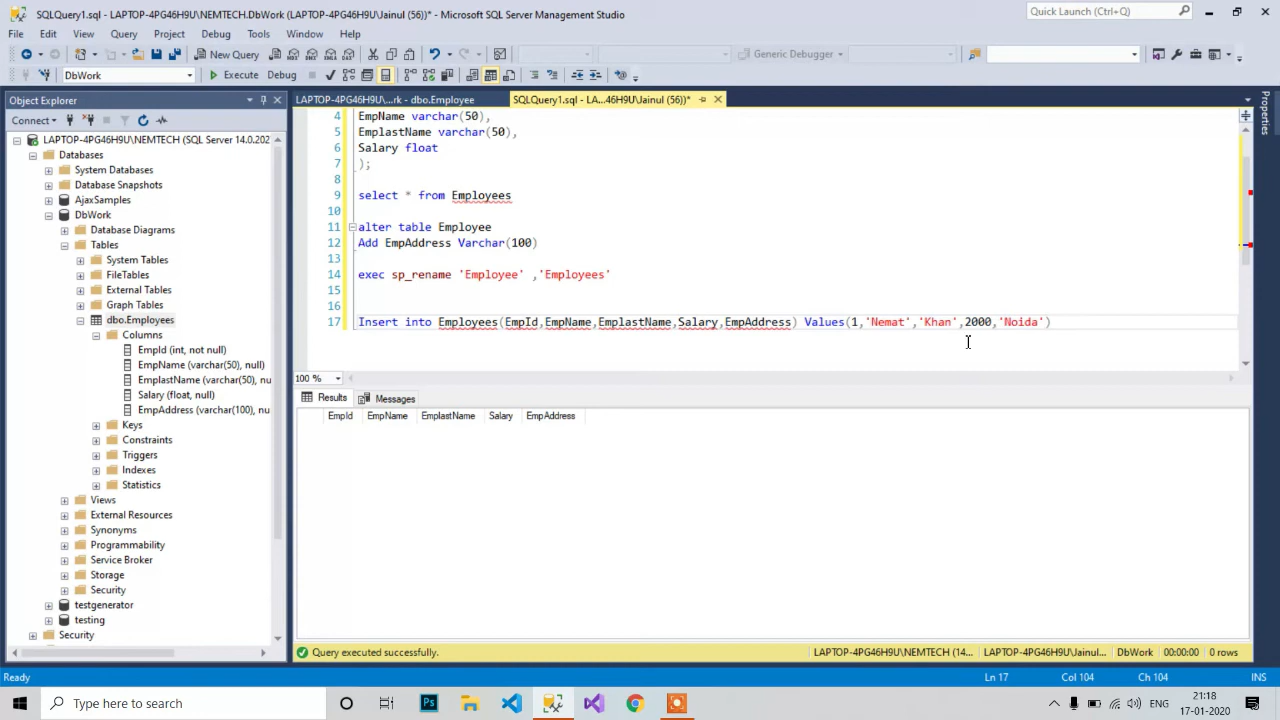 SQLQuery1.sql - LAPTOP-4PG46H9U\NEMTECH.DbWork (LAPTOP-4PG46H9U\Jainul (56))* - Microsoft SQL Server Management Studio
Quick Launch (Ctrl+Q)
File Edit View Query Project Debug Tools Window Help
New Query
Generic Debugger
DbWork
Execute Debug
Object Explorer
LAPTOP-4PG46H9U\...rk - dbo.Employee
SQLQuery1.sql - LA...46H9U\Jainul (56))*
Properties
Connect
LAPTOP-4PG46H9U\NEMTECH (SQL Server 14.0.202
Databases
System Databases
Database Snapshots
AjaxSamples
DbWork
Database Diagrams
Tables
System Tables
FileTables
External Tables
Graph Tables
dbo.Employees
Columns
EmpId (int, not null)
EmpName (varchar(50), null)
EmplastName (varchar(50), nu
Salary (float, null)
EmpAddress (varchar(100), nu
Keys
Constraints
Triggers
Indexes
Statistics
Views
External Resources
Synonyms
Programmability
Service Broker
Storage
Security
testgenerator
testing
Security
4 EmpName varchar(50),
5 EmplastName varchar(50),
6 Salary float
7 );
8
9 select * from Employees
10
11 alter table Employee
12 Add EmpAddress Varchar(100)
13
14 exec sp_rename 'Employee' ,'Employees'
15
16
17 Insert into Employees(EmpId,EmpName,EmplastName,Salary,EmpAddress) Values(1,'Nemat','Khan',2000,'Noida')
100 %
Results Messages
EmpId EmpName EmplastName Salary EmpAddress
Query executed successfully.
LAPTOP-4PG46H9U\NEMTECH (14... LAPTOP-4PG46H9U\Jainul... DbWork 00:00:00 0 rows
Ready
Ln 17 Col 104 Ch 104 INS
Type here to search
Ps
ENG
21:18
17-01-2020